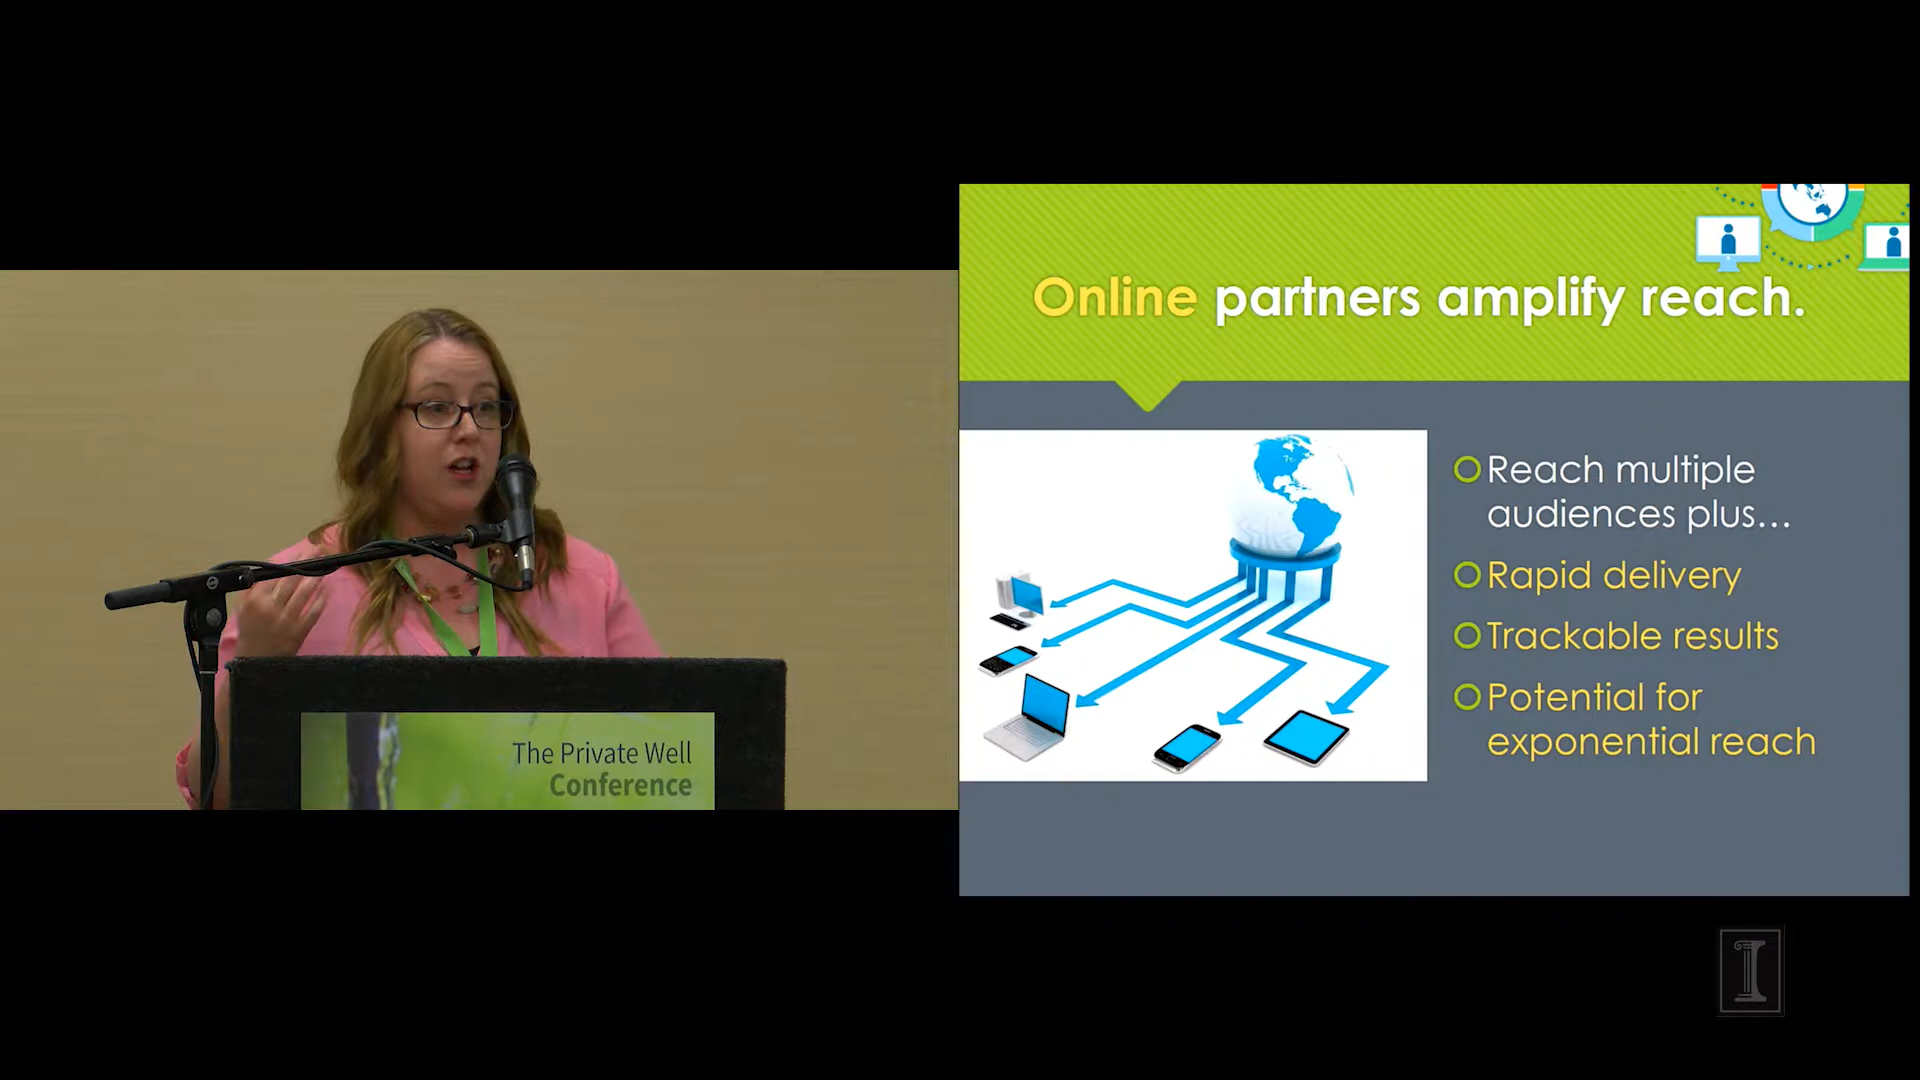 Online partners amplify reach.
Reach multiple
audiences plus...
Rapid delivery
Trackable results
Potential for
exponential reach
The Private Well
Conference
I